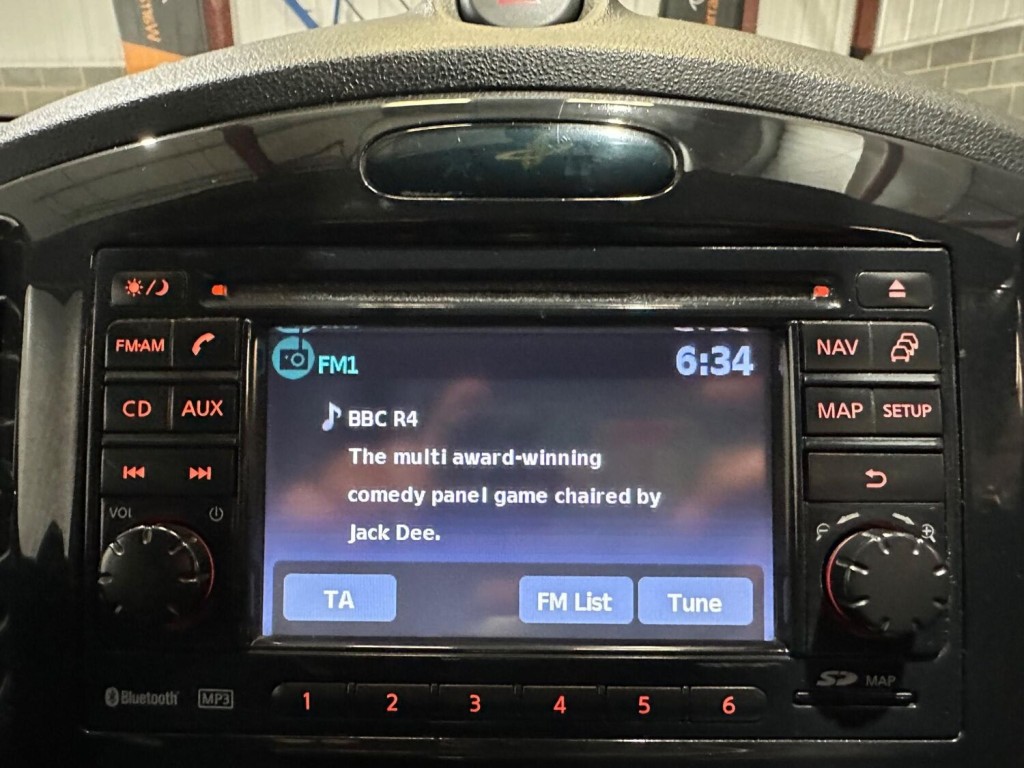 FM·AM
CD
AUX
VOL
FM1
6:34
BBC R4
The multi award-winning
comedy panel game chaired by
Jack Dee.
TA
FM List
Tune
NAV
MAP
SETUP
Bluetooth
MP3
1
2
3
4
5
6
SD
MAP